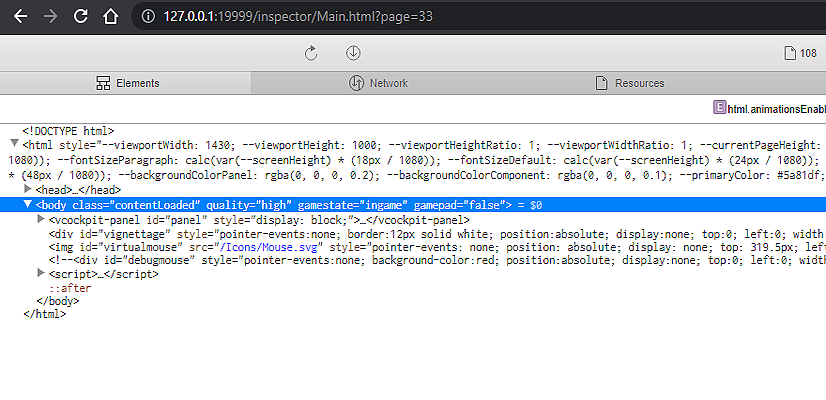 127.0.0.1:19999/inspector/Main.html?page=33
108
Elements
Network
Resources
E html.animationsEnabl
<!DOCTYPE html>
<html style="--viewportWidth: 1430; --viewportHeight: 1000; --viewportHeightRatio: 1; --viewportWidthRatio: 1; --currentPageHeight:
1080)); --fontSizeParagraph: calc(var(--screenHeight) * (18px / 1080)); --fontSizeDefault: calc(var(--screenHeight) * (24px / 1080));
* (48px / 1080)); --backgroundColorPanel: rgba(0, 0, 0, 0.2); --backgroundColorComponent: rgba(0, 0, 0, 0.1); --primaryColor: #5a81df;
<head>…</head>
<body class="contentLoaded" quality="high" gamestate="ingame" gamepad="false"> = $0
<vcockpit-panel id="panel" style="display: block;">…</vcockpit-panel>
<div id="vignettage" style="pointer-events:none; border:12px solid white; position:absolute; display:none; top:0; left:0; width
<img id="virtualmouse" src="/Icons/Mouse.svg" style="pointer-events: none; position: absolute; display: none; top: 319.5px; left:
<!--<div id="debugmouse" style="pointer-events:none; background-color:red; position:absolute; display:none; top:0; left:0; widt
<script>…</script>
::after
</body>
</html>